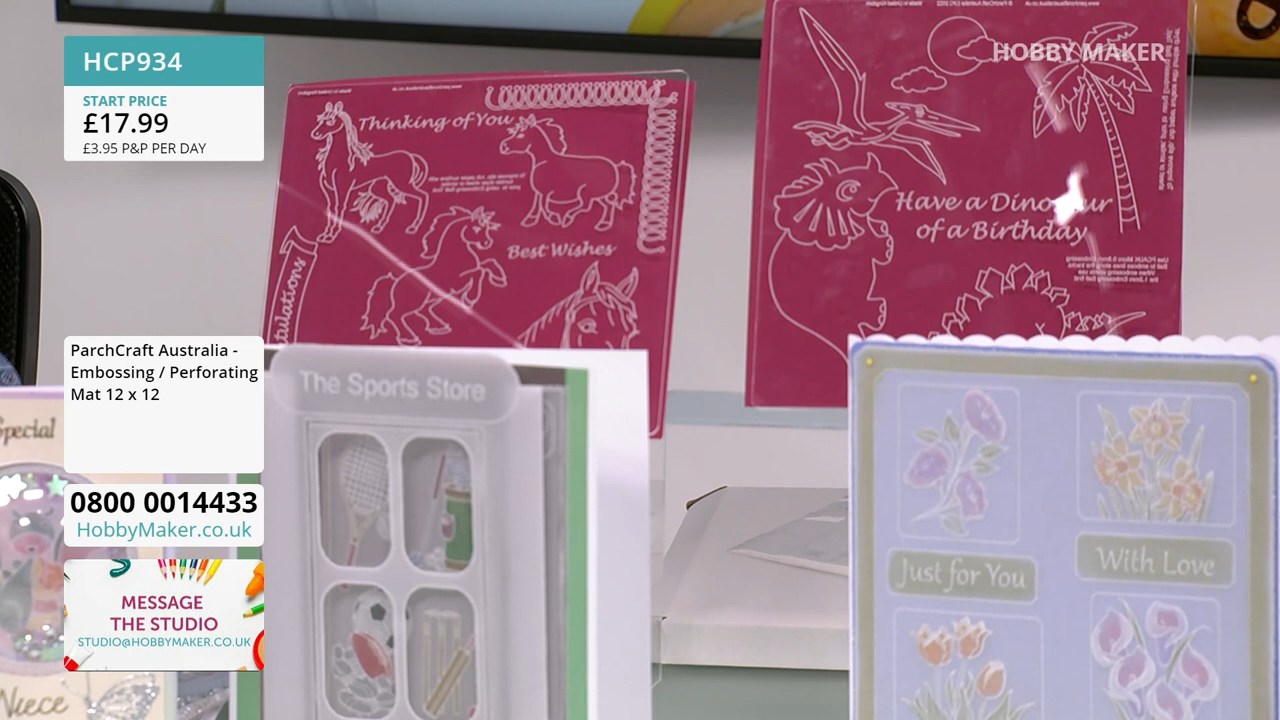 HCP934
START PRICE
£17.99
£3.95 P&P PER DAY
ParchCraft Australia -
Embossing / Perforating
Mat 12 x 12
0800 0014433
HobbyMaker.co.uk
MESSAGE
THE STUDIO
STUDIO@HOBBYMAKER.CO.UK
HOBBY MAKER
Thinking of You
Best Wishes
Have a Dinosaur
of a Birthday
The Sports Store
Just for You
With Love
Special
Niece